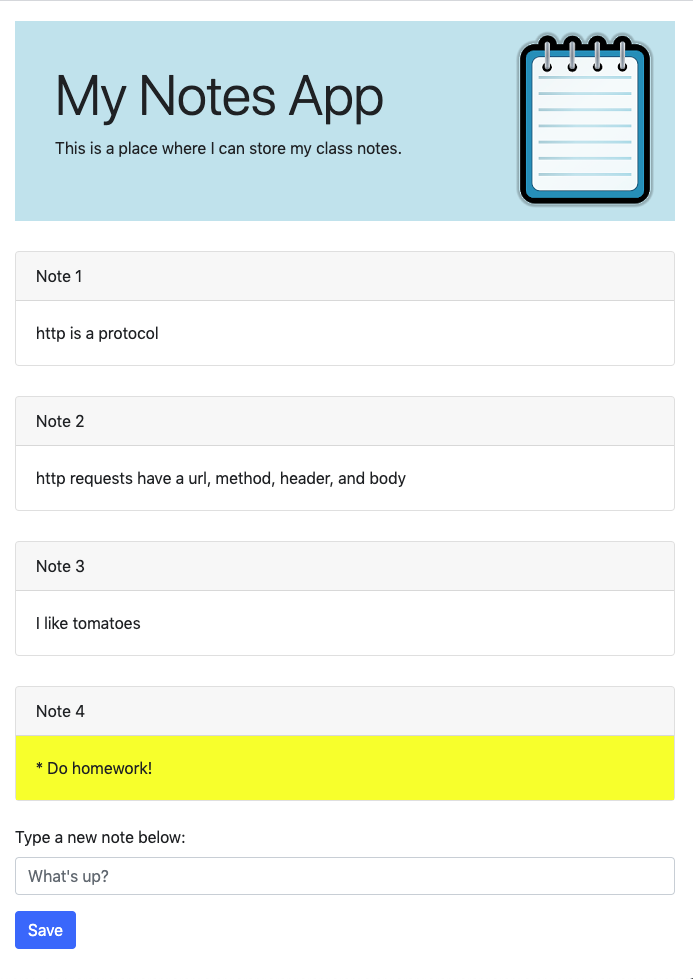 My Notes App
This is a place where I can store my class notes.
Note 1
http is a protocol
Note 2
http requests have a url, method, header, and body
Note 3
I like tomatoes
Note 4
* Do homework!
Type a new note below:
What's up?
Save